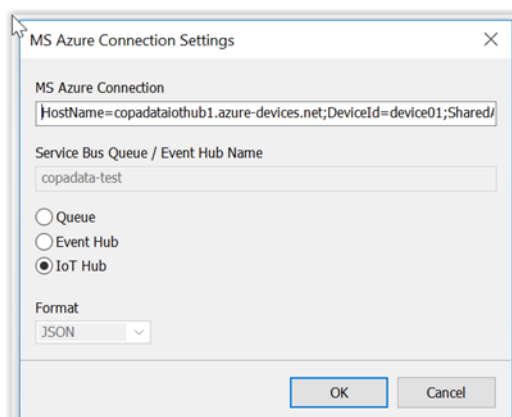 MS Azure Connection Settings
MS Azure Connection
HostName=copadataiothub1.azure-devices.net;DeviceId=device01;SharedA
Service Bus Queue / Event Hub Name
copadata-test
Queue
Event Hub
IoT Hub
Format
JSON
OK
Cancel